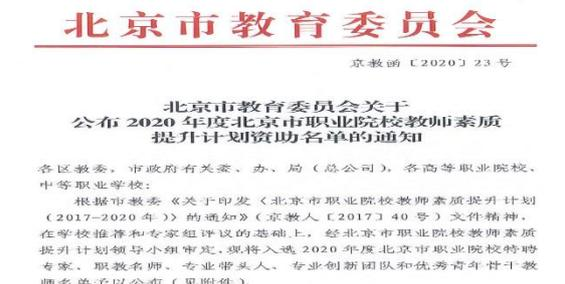 北京市教育委员会
京教函〔2020〕23号
北京市教育委员会关于
公布2020年度北京市职业院校教师素质
提升计划资助名单的通知
各区教委，市政府有关委、办、局（总公司），各高等职业院校、
中等职业学校：
根据市教委《关于印发〈北京市职业院校教师素质提升计划
（2017-2020年）〉的通知》（京教人〔2017〕40号）文件精神，
在学校推荐和专家组评议的基础上，经北京市职业院校教师素质
提升计划领导小组审定，现将入选2020年度北京市职业院校特聘
专家、职教名师、专业带头人、专业创新团队和优秀青年骨干教
师名单予以公布（见附件）。